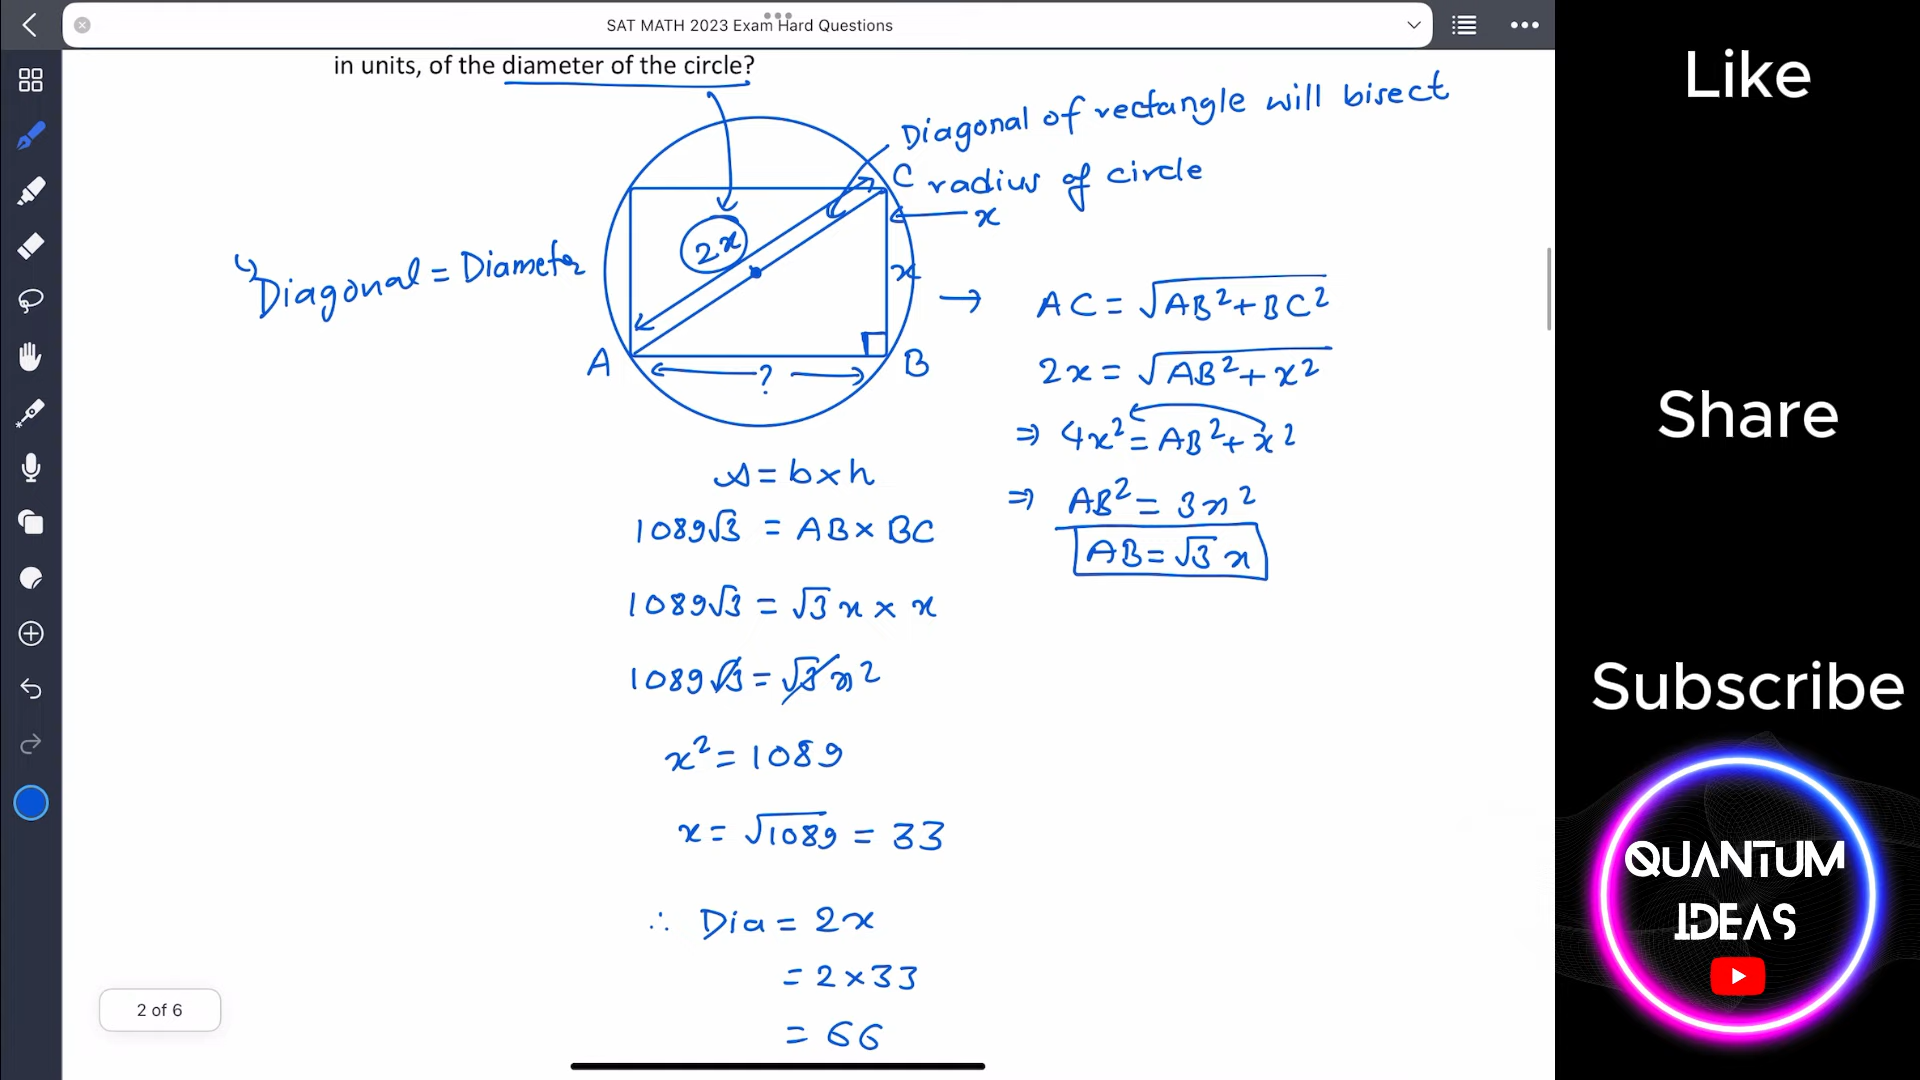 SAT MATH 2023 Exam Hard Questions
in units, of the diameter of the circle?
Diagonal of rectangle will bisect
radius of circle
C
x
2x
x
Diagonal = Diameter
A
B
?
AC = √AB²+BC²
2x = √AB²+x²
⇒ 4x² = AB²+x²
⇒ AB² = 3x²
AB = √3 x
A = b×h
1089√3 = AB × BC
1089√3 = √3 x × x
1089√3 = √3 x²
x² = 1089
x = √1089 = 33
∴ Dia = 2x
= 2×33
= 66
2 of 6
Like
Share
Subscribe
QUANTUM
IDEAS